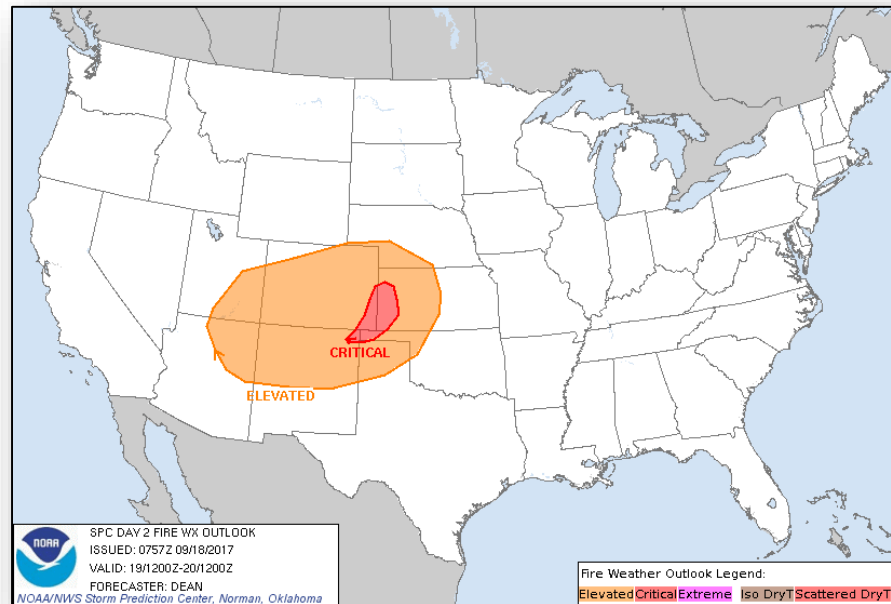 CRITICAL
ELEVATED
NOAA
SPC DAY 2 FIRE WX OUTLOOK
ISSUED: 0757Z 09/18/2017
VALID: 19/1200Z-20/1200Z
FORECASTER: DEAN
NOAA/NWS Storm Prediction Center, Norman, Oklahoma
Fire Weather Outlook Legend:
Elevated Critical Extreme Iso DryT Scattered DryT